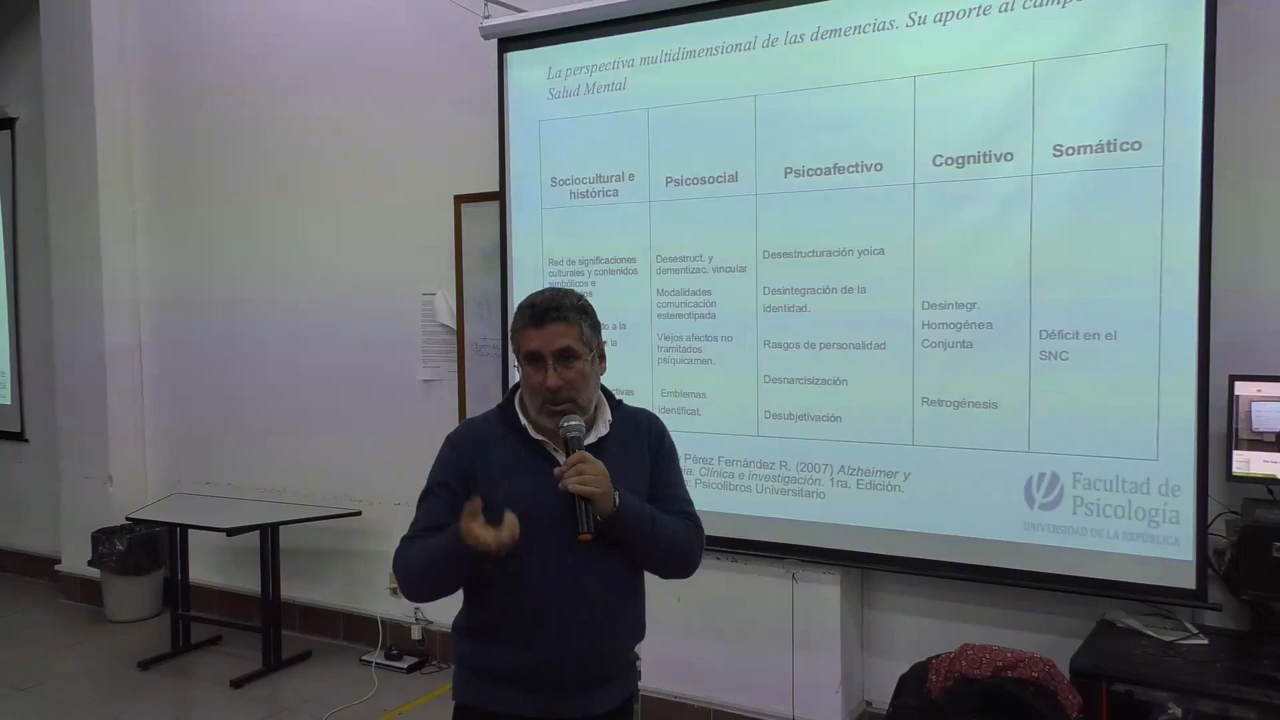 La perspectiva multidimensional de las demencias. Su aporte al campo
Salud Mental
Sociocultural e
histórica
Psicosocial
Psicoafectivo
Cognitivo
Somático
Red de significaciones
culturales y contenidos
simbólicos e
do a la
la
Desestruct. y
dementizac. vincular
Modalidades
comunicación
estereotipada
Viejos afectos no
tramitados
psíquicamen.
Emblemas
identificat.
Desestructuración yoica
Desintegración de la
identidad.
Rasgos de personalidad
Desnarcisización
Desubjetivación
Desintegr.
Homogénea
Conjunta
Retrogénesis
Déficit en el
SNC
Pérez Fernández R. (2007) Alzheimer y
Clínica e investigación. 1ra. Edición.
Psicolibros Universitario
Facultad de
Psicología
UNIVERSIDAD DE LA REPÚBLICA